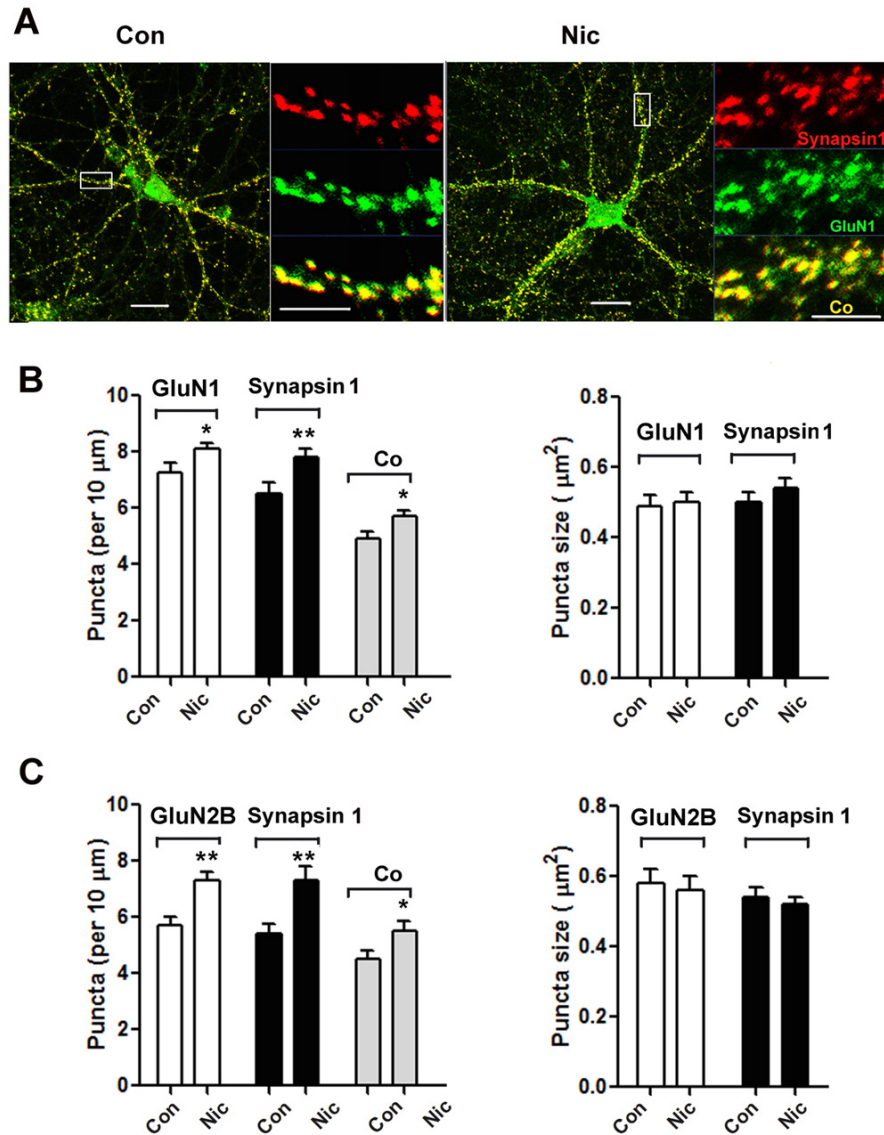 A
Con
Nic
Synapsin1
GluN1
Co
B
Puncta (per 10 μm)
10
8
6
4
2
0
GluN1
Synapsin 1
Co
*
**
*
Con
Nic
Con
Nic
Con
Nic
Puncta size ( μm²)
0.8
0.6
0.4
0.2
0.0
GluN1
Synapsin 1
Con
Nic
Con
Nic
C
Puncta (per 10 μm)
10
8
6
4
2
0
GluN2B
Synapsin 1
Co
**
**
*
Con
Nic
Con
Nic
Con
Nic
Puncta size ( μm²)
0.8
0.6
0.4
0.2
0.0
GluN2B
Synapsin 1
Con
Nic
Con
Nic